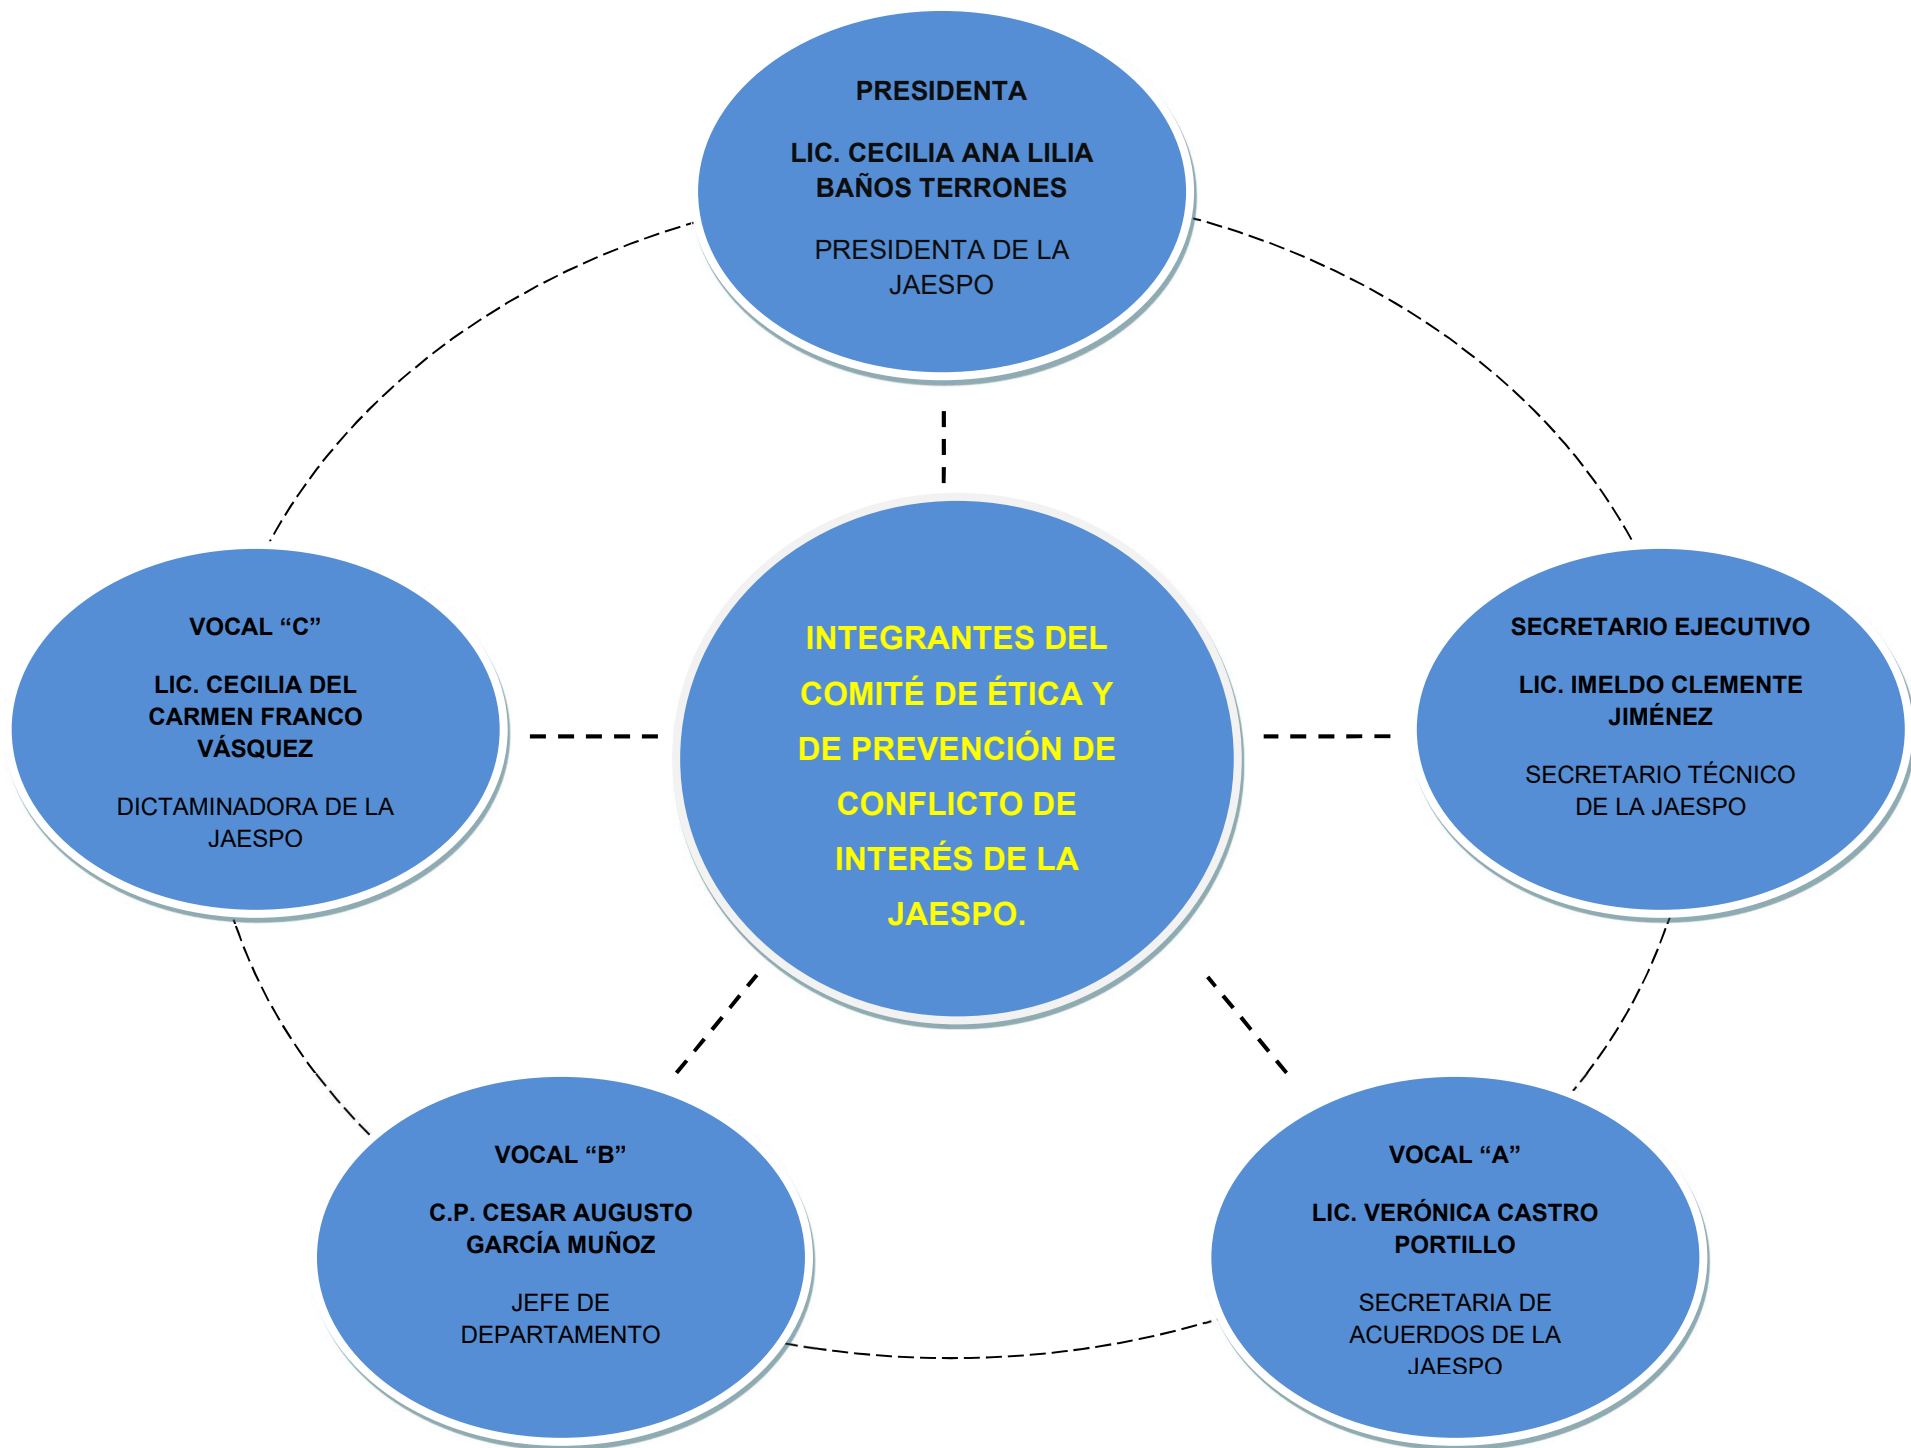 PRESIDENTA
LIC. CECILIA ANA LILIA
BAÑOS TERRONES
PRESIDENTA DE LA
JAESPO
VOCAL “C”
LIC. CECILIA DEL
CARMEN FRANCO
VÁSQUEZ
DICTAMINADORA DE LA
JAESPO
INTEGRANTES DEL
COMITÉ DE ÉTICA Y
DE PREVENCIÓN DE
CONFLICTO DE
INTERÉS DE LA
JAESPO.
SECRETARIO EJECUTIVO
LIC. IMELDO CLEMENTE
JIMÉNEZ
SECRETARIO TÉCNICO
DE LA JAESPO
VOCAL “B”
C.P. CESAR AUGUSTO
GARCÍA MUÑOZ
JEFE DE
DEPARTAMENTO
VOCAL “A”
LIC. VERÓNICA CASTRO
PORTILLO
SECRETARIA DE
ACUERDOS DE LA
JAESPO